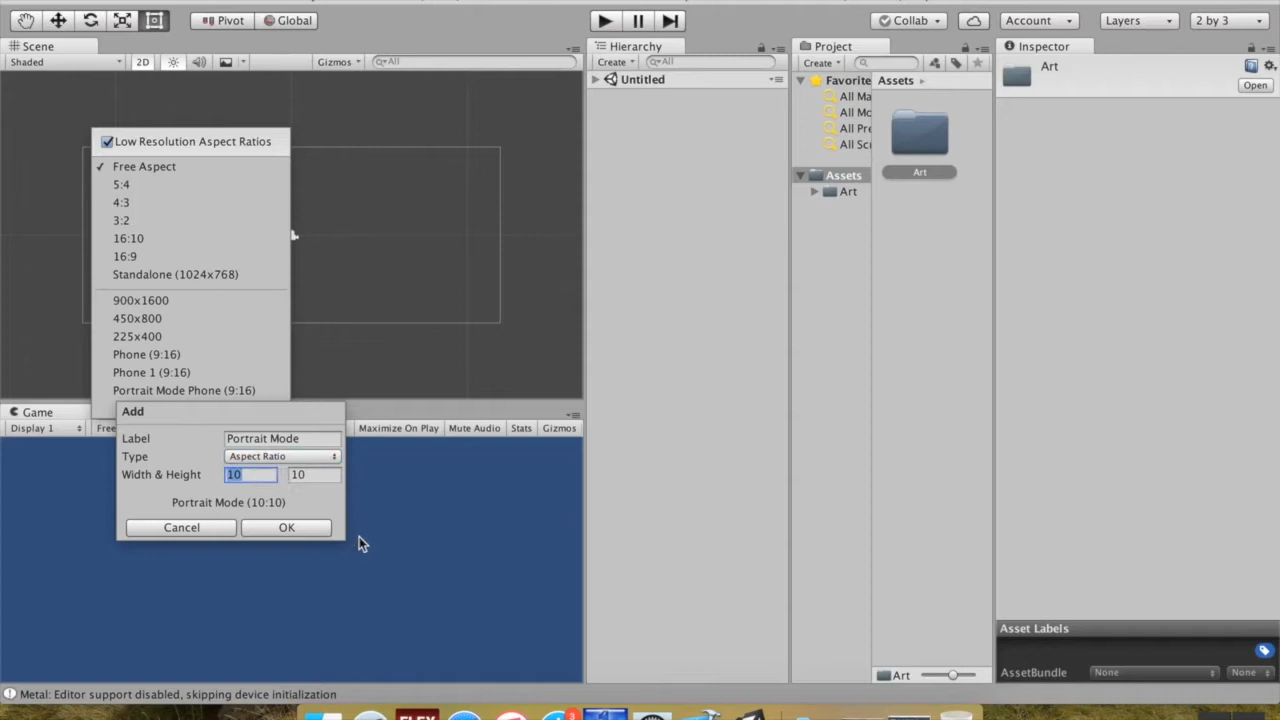 Pivot Global Collab Account Layers 2 by 3
Scene Hierarchy Project Inspector
Shaded 2D Gizmos All Create All Create
Untitled
Favorite
All Ma
All Mo
All Pre
All Scr
Assets
Art
Assets
Art
Art
Open
Low Resolution Aspect Ratios
Free Aspect
5:4
4:3
3:2
16:10
16:9
Standalone (1024x768)
900x1600
450x800
225x400
Phone (9:16)
Phone 1 (9:16)
Portrait Mode Phone (9:16)
Game
Display 1 Free Maximize On Play Mute Audio Stats Gizmos
Add
Label Portrait Mode
Type Aspect Ratio
Width & Height 10 10
Portrait Mode (10:10)
Cancel OK
Art
Asset Labels
AssetBundle None None
Metal: Editor support disabled, skipping device initialization